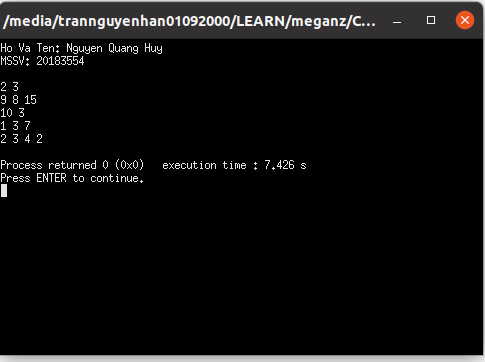 /media/trannguyenhan01092000/LEARN/meganz/C...
Ho Va Ten: Nguyen Quang Huy
MSSV: 20183554
2 3
9 8 15
10 3
1 3 7
2 3 4 2
Process returned 0 (0x0)   execution time : 7.426 s
Press ENTER to continue.